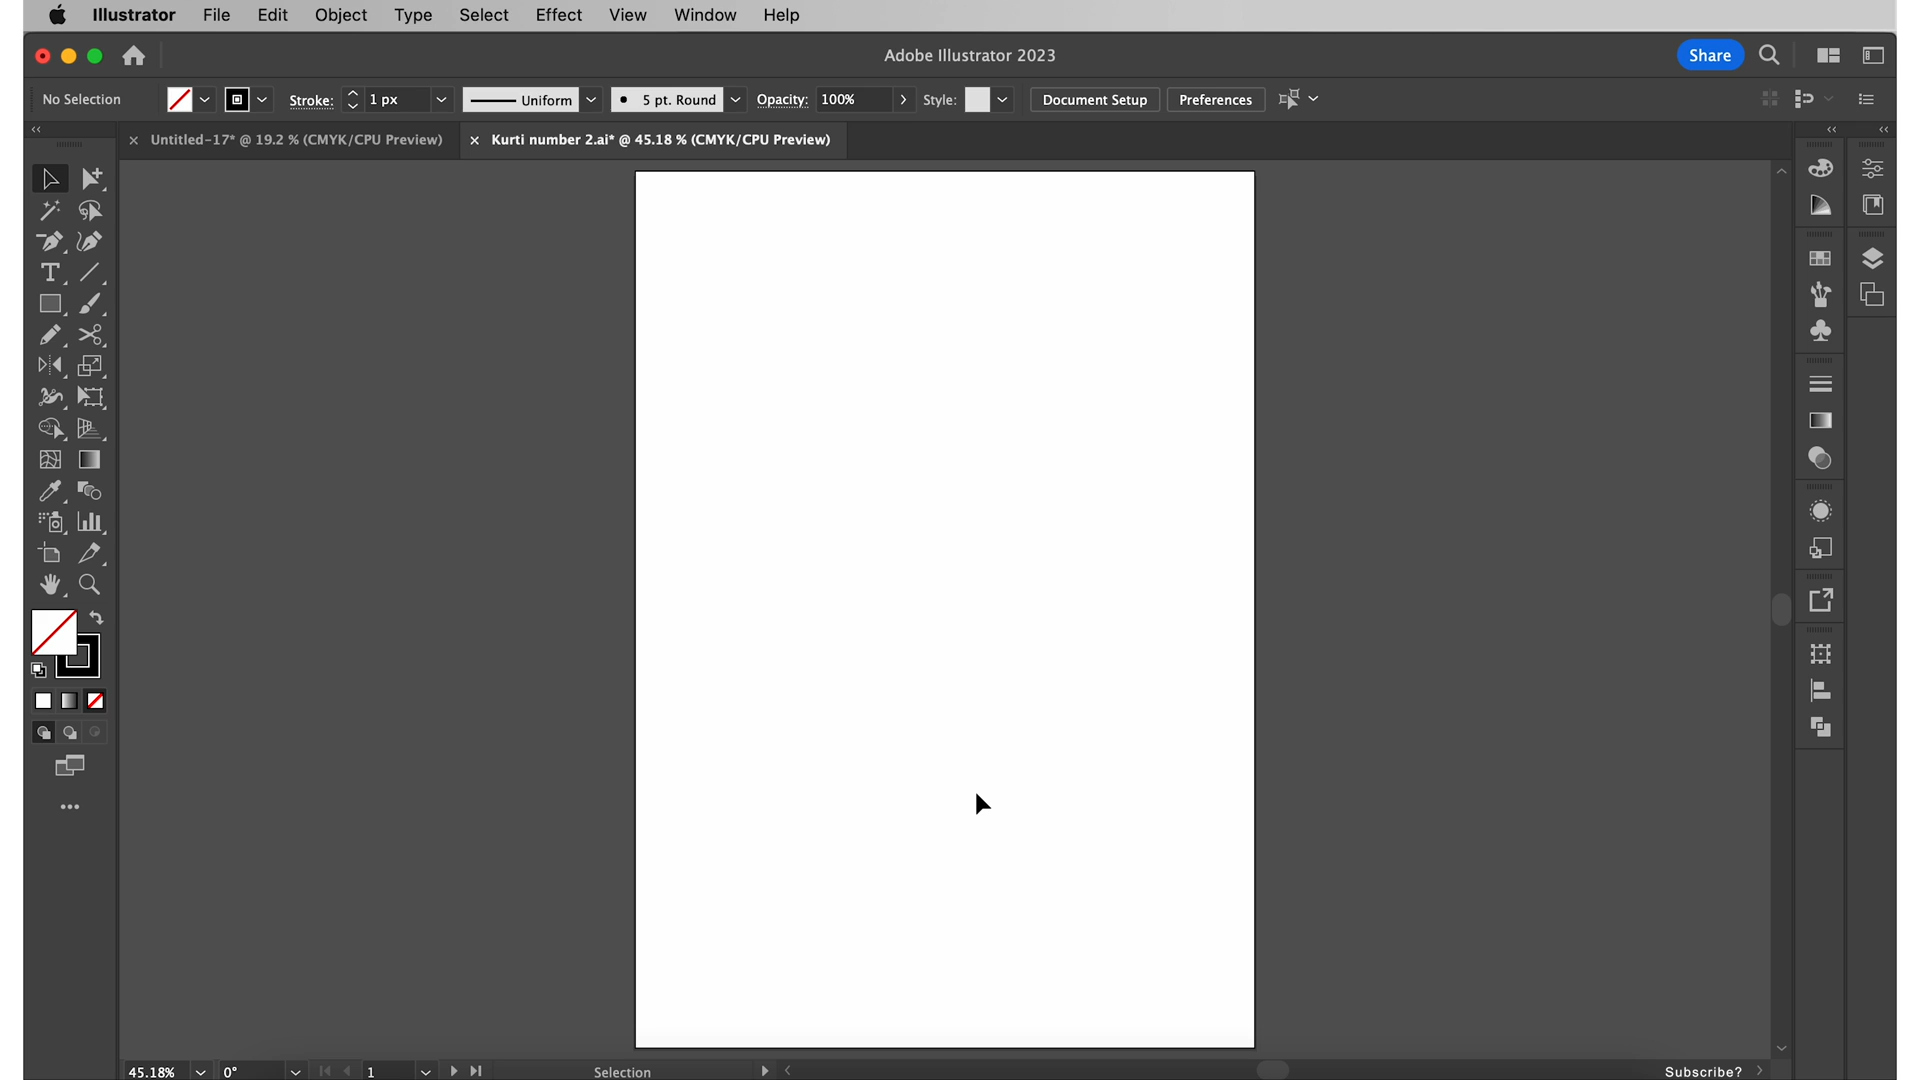 Illustrator File Edit Object Type Select Effect View Window Help
Adobe Illustrator 2023
Share
No Selection Stroke: 1 px Uniform 5 pt. Round Opacity: 100% Style: Document Setup Preferences
Untitled-17* @ 19.2 % (CMYK/CPU Preview) Kurti number 2.ai* @ 45.18 % (CMYK/CPU Preview)
45.18% 0° 1 Selection Subscribe?